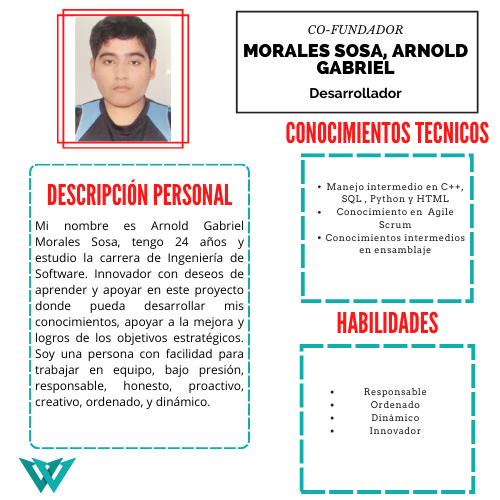 CO-FUNDADOR
MORALES SOSA, ARNOLD
GABRIEL
Desarrollador
CONOCIMIENTOS TECNICOS
• Manejo intermedio en C++,
SQL , Python y HTML
• Conocimiento en Agile
Scrum
• Conocimientos intermedios
en ensamblaje
DESCRIPCIÓN PERSONAL
Mi nombre es Arnold Gabriel
Morales Sosa, tengo 24 años y
estudio la carrera de Ingeniería de
Software. Innovador con deseos de
aprender y apoyar en este proyecto
donde pueda desarrollar mis
conocimientos, apoyar a la mejora y
logros de los objetivos estratégicos.
Soy una persona con facilidad para
trabajar en equipo, bajo presión,
responsable, honesto, proactivo,
creativo, ordenado, y dinámico.
HABILIDADES
• Responsable
• Ordenado
• Dinámico
• Innovador